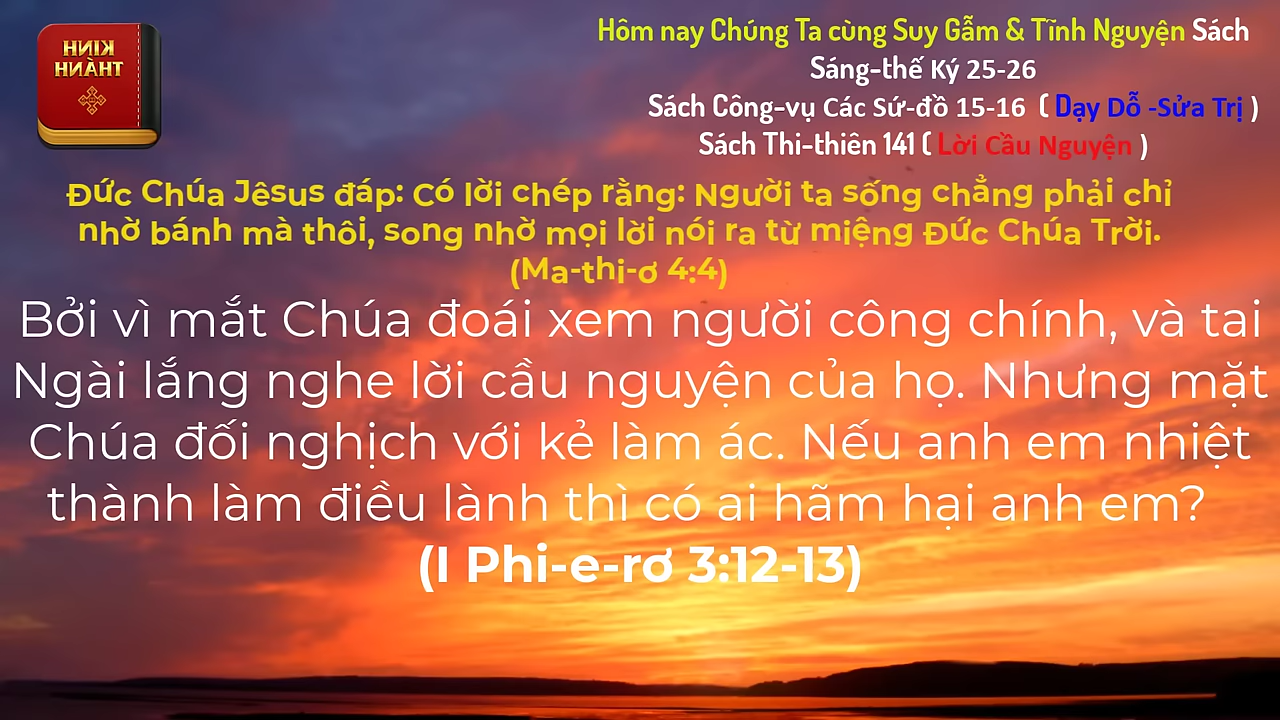 KINH
THÀNH
Hôm nay Chúng Ta cùng Suy Gẫm & Tĩnh Nguyện Sách
Sáng-thế Ký 25-26
Sách Công-vụ Các Sứ-đồ 15-16 ( Dạy Dỗ -Sửa Trị )
Sách Thi-thiên 141 ( Lời Cầu Nguyện )
Đức Chúa Jêsus đáp: Có lời chép rằng: Người ta sống chẳng phải chỉ
nhờ bánh mà thôi, song nhờ mọi lời nói ra từ miệng Đức Chúa Trời.
(Ma-thi-ơ 4:4)
Bởi vì mắt Chúa đoái xem người công chính, và tai
Ngài lắng nghe lời cầu nguyện của họ. Nhưng mặt
Chúa đối nghịch với kẻ làm ác. Nếu anh em nhiệt
thành làm điều lành thì có ai hãm hại anh em?
(I Phi-e-rơ 3:12-13)